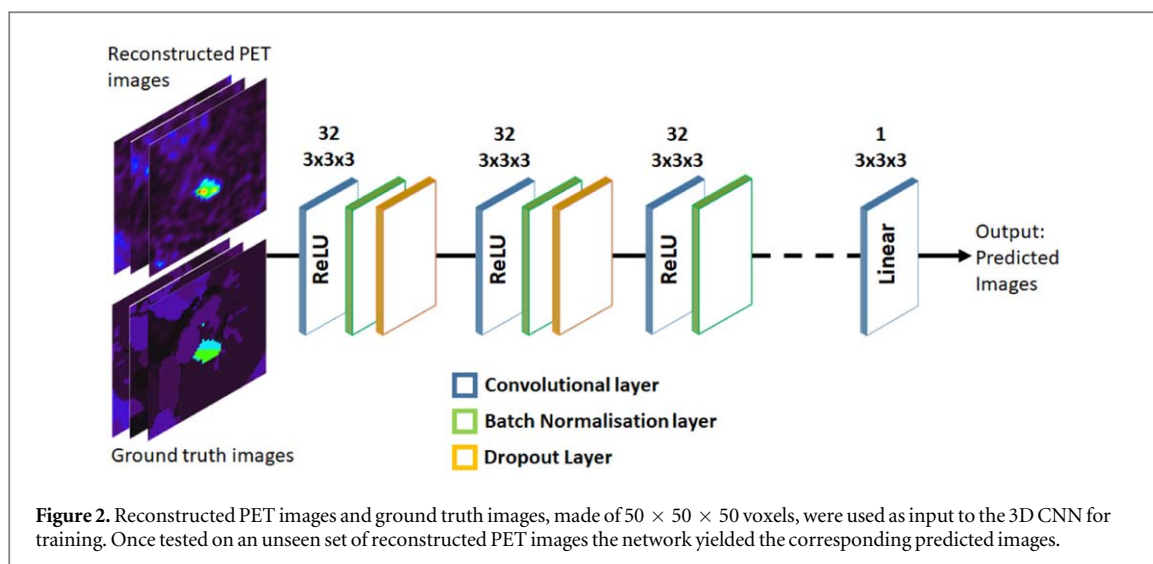 Reconstructed PET
images
32
3x3x3
32
3x3x3
32
3x3x3
1
3x3x3
ReLU
ReLU
ReLU
Linear
Output:
Predicted
Images
Ground truth images
Convolutional layer
Batch Normalisation layer
Dropout Layer
Figure 2. Reconstructed PET images and ground truth images, made of 50 × 50 × 50 voxels, were used as input to the 3D CNN for
training. Once tested on an unseen set of reconstructed PET images the network yielded the corresponding predicted images.